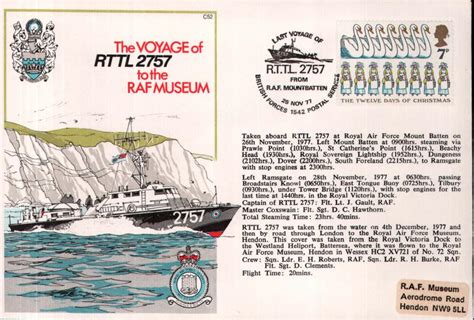 C52
The VOYAGE of
RTTL 2757
to the
RAF MUSEUM
LAST VOYAGE OF
R.T.T.L. 2757
FROM
R.A.F. MOUNTBATTEN
28 NOV 77
BRITISH FORCES 1542 POSTAL SERVICE
7P
THE TWELVE DAYS OF CHRISTMAS
Taken aboard RTTL 2757 at Royal Air Force Mount Batten on
26th November, 1977. Left Mount Batten at 0900hrs. steaming via
Prawle Point (1030hrs.), St Catherine's Point (1615hrs.), Beachy
Head (1930hrs.), Royal Sovereign Lightship (1952hrs.), Dungeness
(2102hrs.), Dover (2200hrs.), South Foreland (2215hrs.), to Ramsgate
with stop engines at 2300hrs.
Left Ramsgate on 28th November, 1977 at 0630hrs. passing
Broadstairs Knowl (0650hrs.), East Tongue Buoy (0725hrs.), Tilbury
(0930hrs.), under Tower Bridge (1129hrs.), with stop engines for the
last time at 1440hrs. in the Royal Victoria Dock.
Captain of RTTL 2757: Flt. Lt. J. Gault, RAF.
Master Coxswain: Flt. Sgt. D. C. Hawthorn.
Total Steaming Time: 23hrs. 40mins.
RTTL 2757 was taken from the water on 4th December, 1977 and
then by road through London to the Royal Air Force Museum,
Hendon. This cover was taken from the Royal Victoria Dock to
the Westland Heliport, Battersea, where it was flown to the Royal
Air Force Museum, Hendon in Wessex HC2 XV721 of No. 72 Sqn.
Crew: Sqn. Ldr. E. H. Roberts, RAF, Sqn. Ldr. R. H. Burke,
RAF Flt. Sgt. D. Clements.
Flight Time: 20mins.
2757
R.A.F. Museum
Aerodrome Road
Hendon NW9 5LL